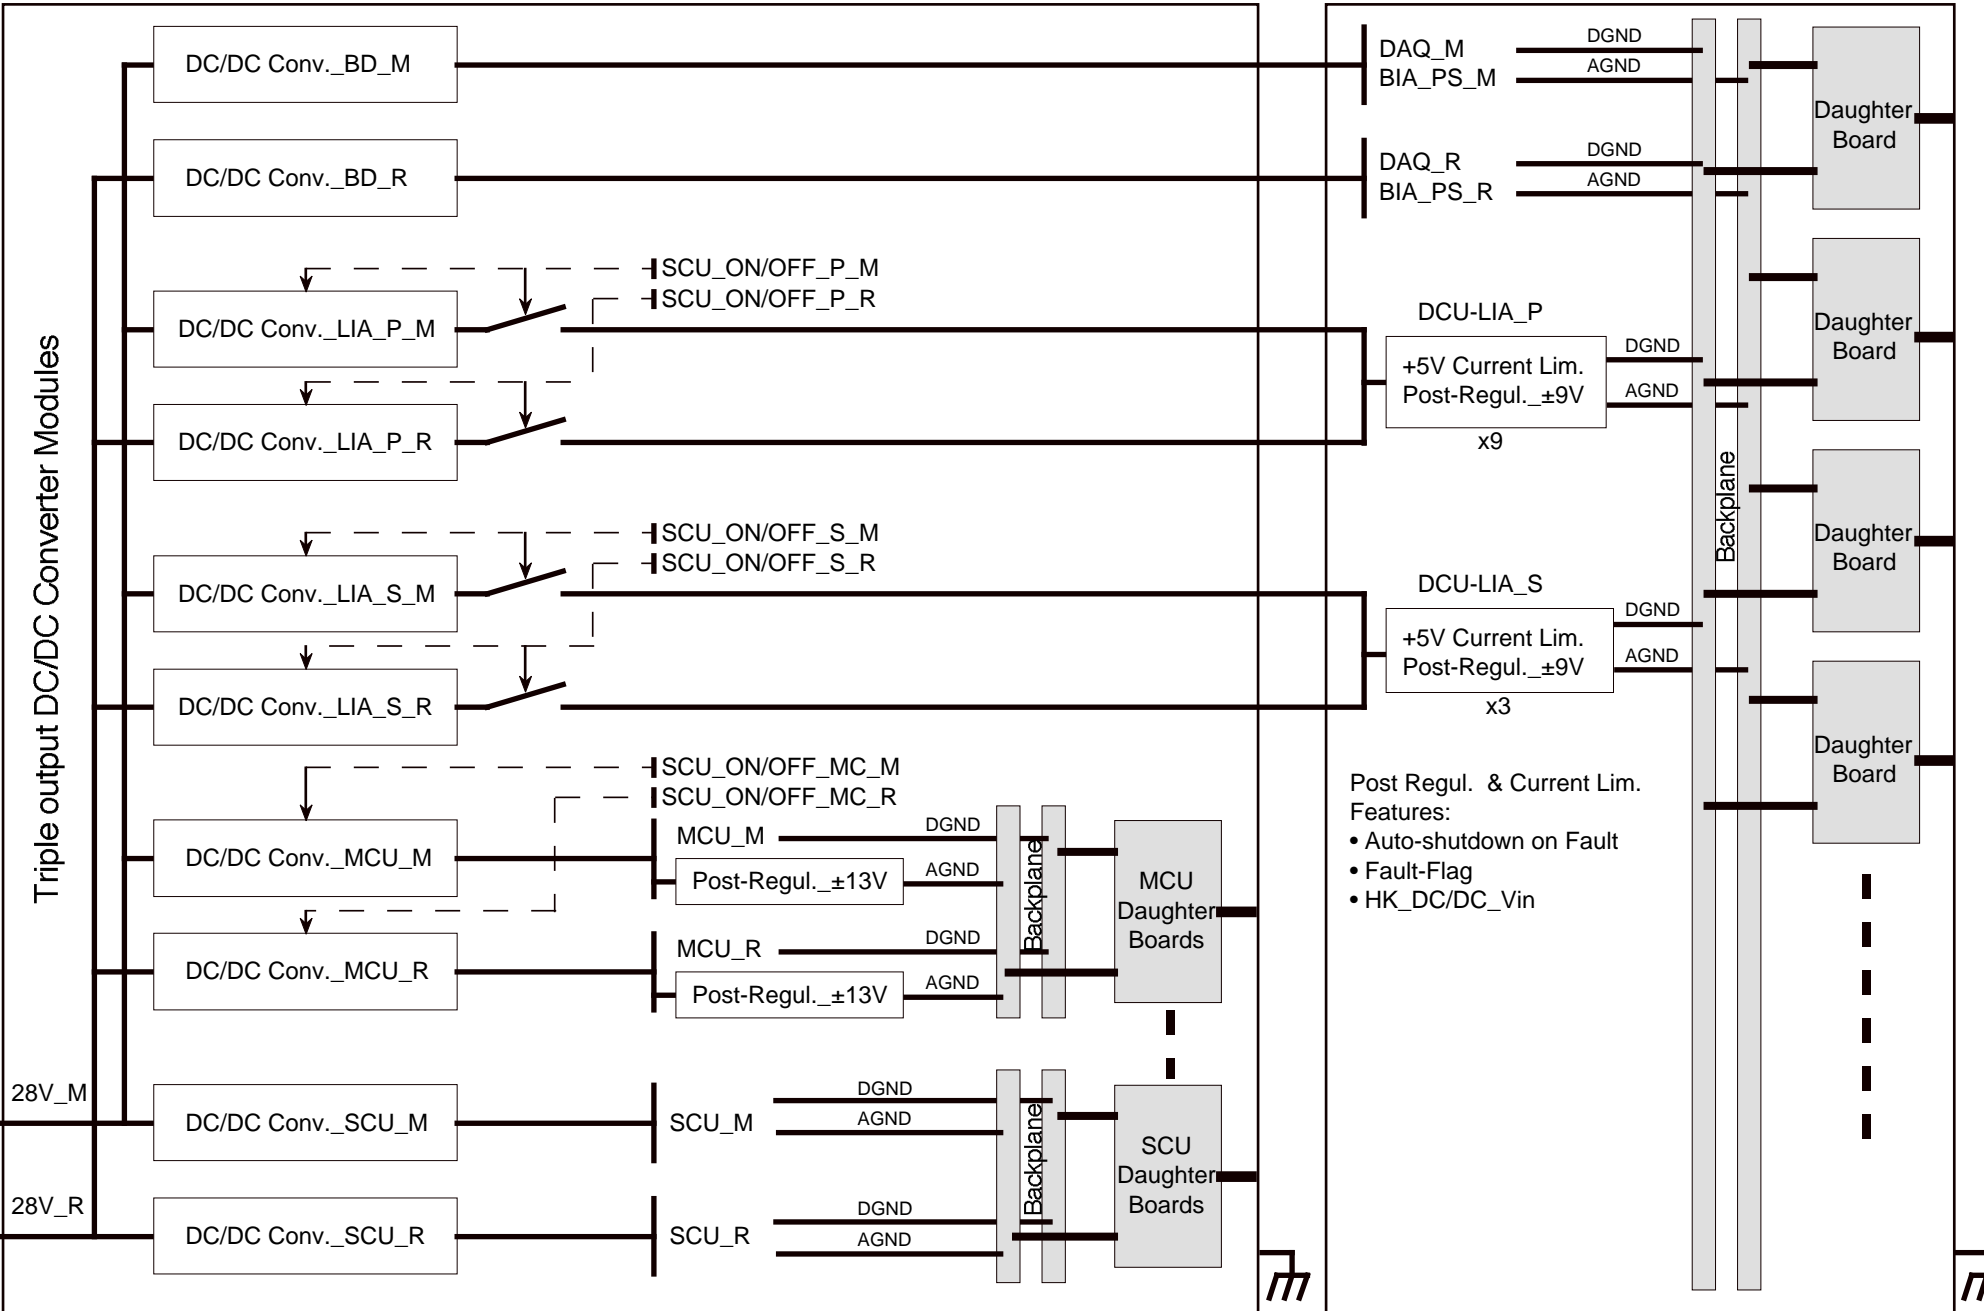 Triple output DC/DC Converter Modules
28V_M
28V_R
DC/DC Conv._BD_M
DC/DC Conv._BD_R
SCU_ON/OFF_P_M
SCU_ON/OFF_P_R
DC/DC Conv._LIA_P_M
DC/DC Conv._LIA_P_R
SCU_ON/OFF_S_M
SCU_ON/OFF_S_R
DC/DC Conv._LIA_S_M
DC/DC Conv._LIA_S_R
SCU_ON/OFF_MC_M
SCU_ON/OFF_MC_R
DC/DC Conv._MCU_M
MCU_M
DGND
Post-Regul._±13V
AGND
DC/DC Conv._MCU_R
MCU_R
DGND
Post-Regul._±13V
AGND
Backplane
MCU
Daughter
Boards
DC/DC Conv._SCU_M
SCU_M
DGND
AGND
DC/DC Conv._SCU_R
SCU_R
DGND
AGND
Backplane
SCU
Daughter
Boards
DAQ_M
BIA_PS_M
DGND
AGND
DAQ_R
BIA_PS_R
DGND
AGND
DCU-LIA_P
+5V Current Lim.
Post-Regul._±9V
x9
DGND
AGND
DCU-LIA_S
+5V Current Lim.
Post-Regul._±9V
x3
DGND
AGND
Backplane
Daughter
Board
Daughter
Board
Daughter
Board
Daughter
Board
Post Regul. & Current Lim.
Features:
• Auto-shutdown on Fault
• Fault-Flag
• HK_DC/DC_Vin